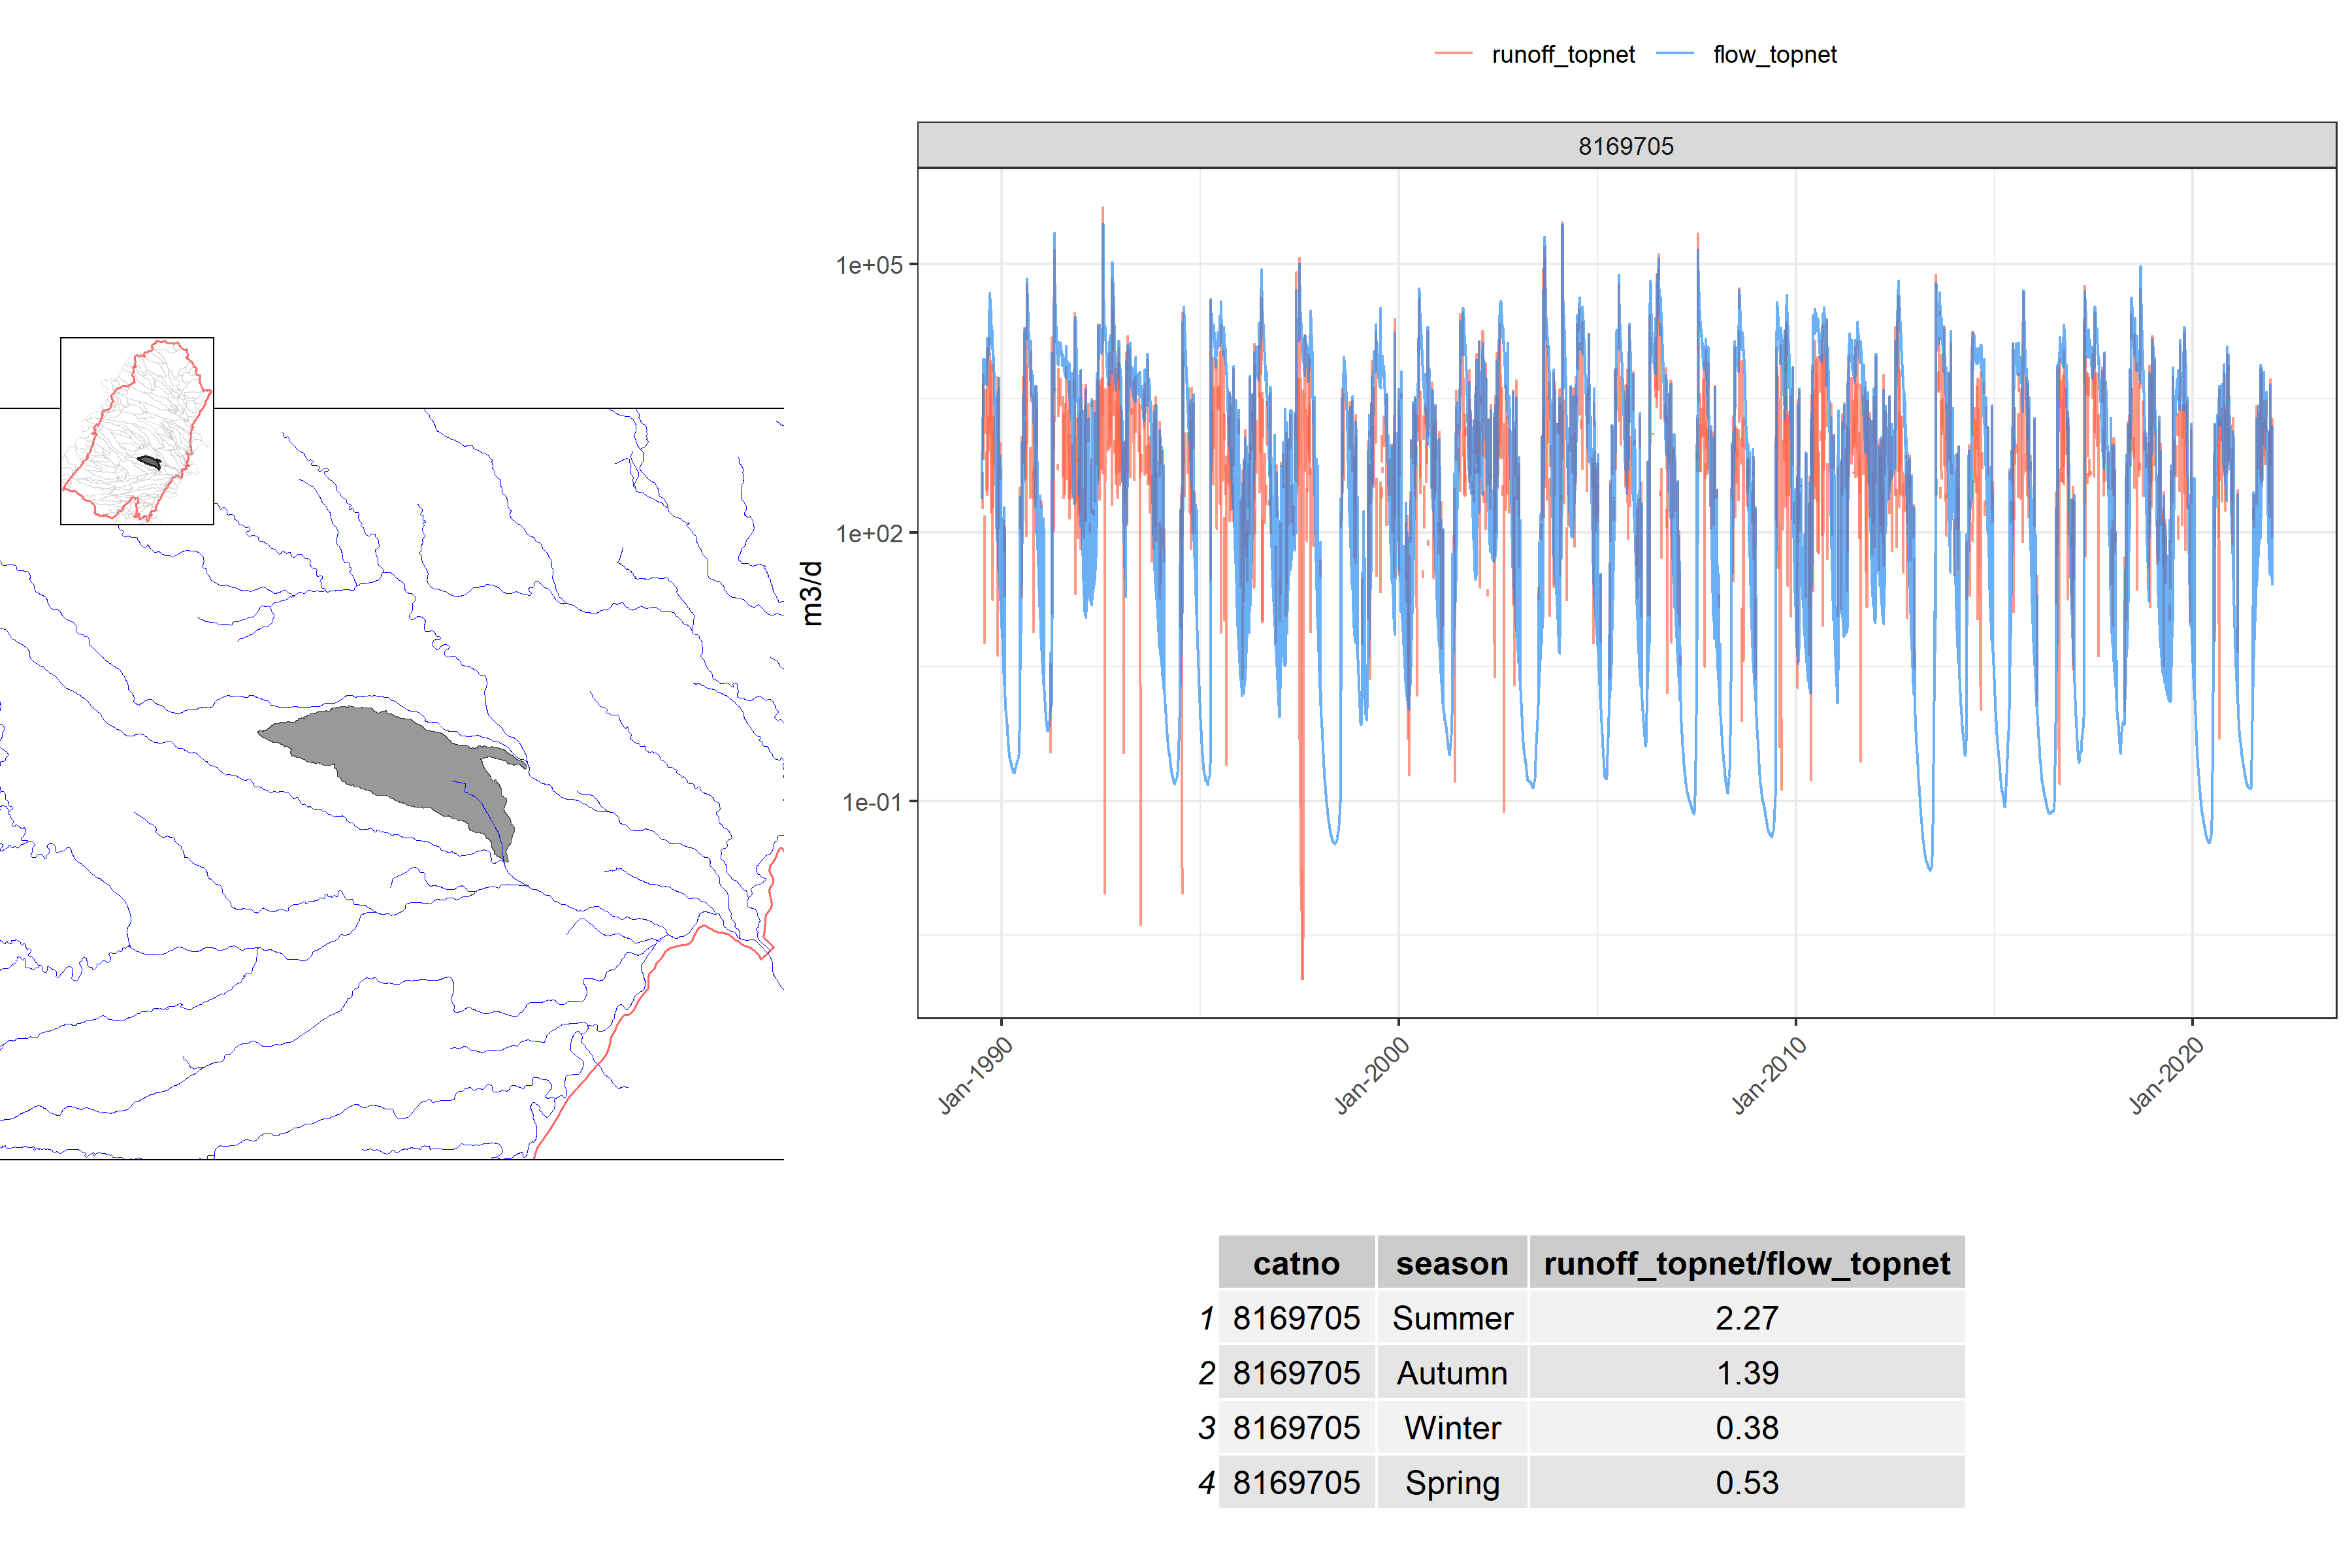 runoff_topnet flow_topnet
8169705
1e+05
1e+02
1e-01
m3/d
Jan-1990 Jan-2000 Jan-2010 Jan-2020
catno season runoff_topnet/flow_topnet
1 8169705 Summer 2.27
2 8169705 Autumn 1.39
3 8169705 Winter 0.38
4 8169705 Spring 0.53